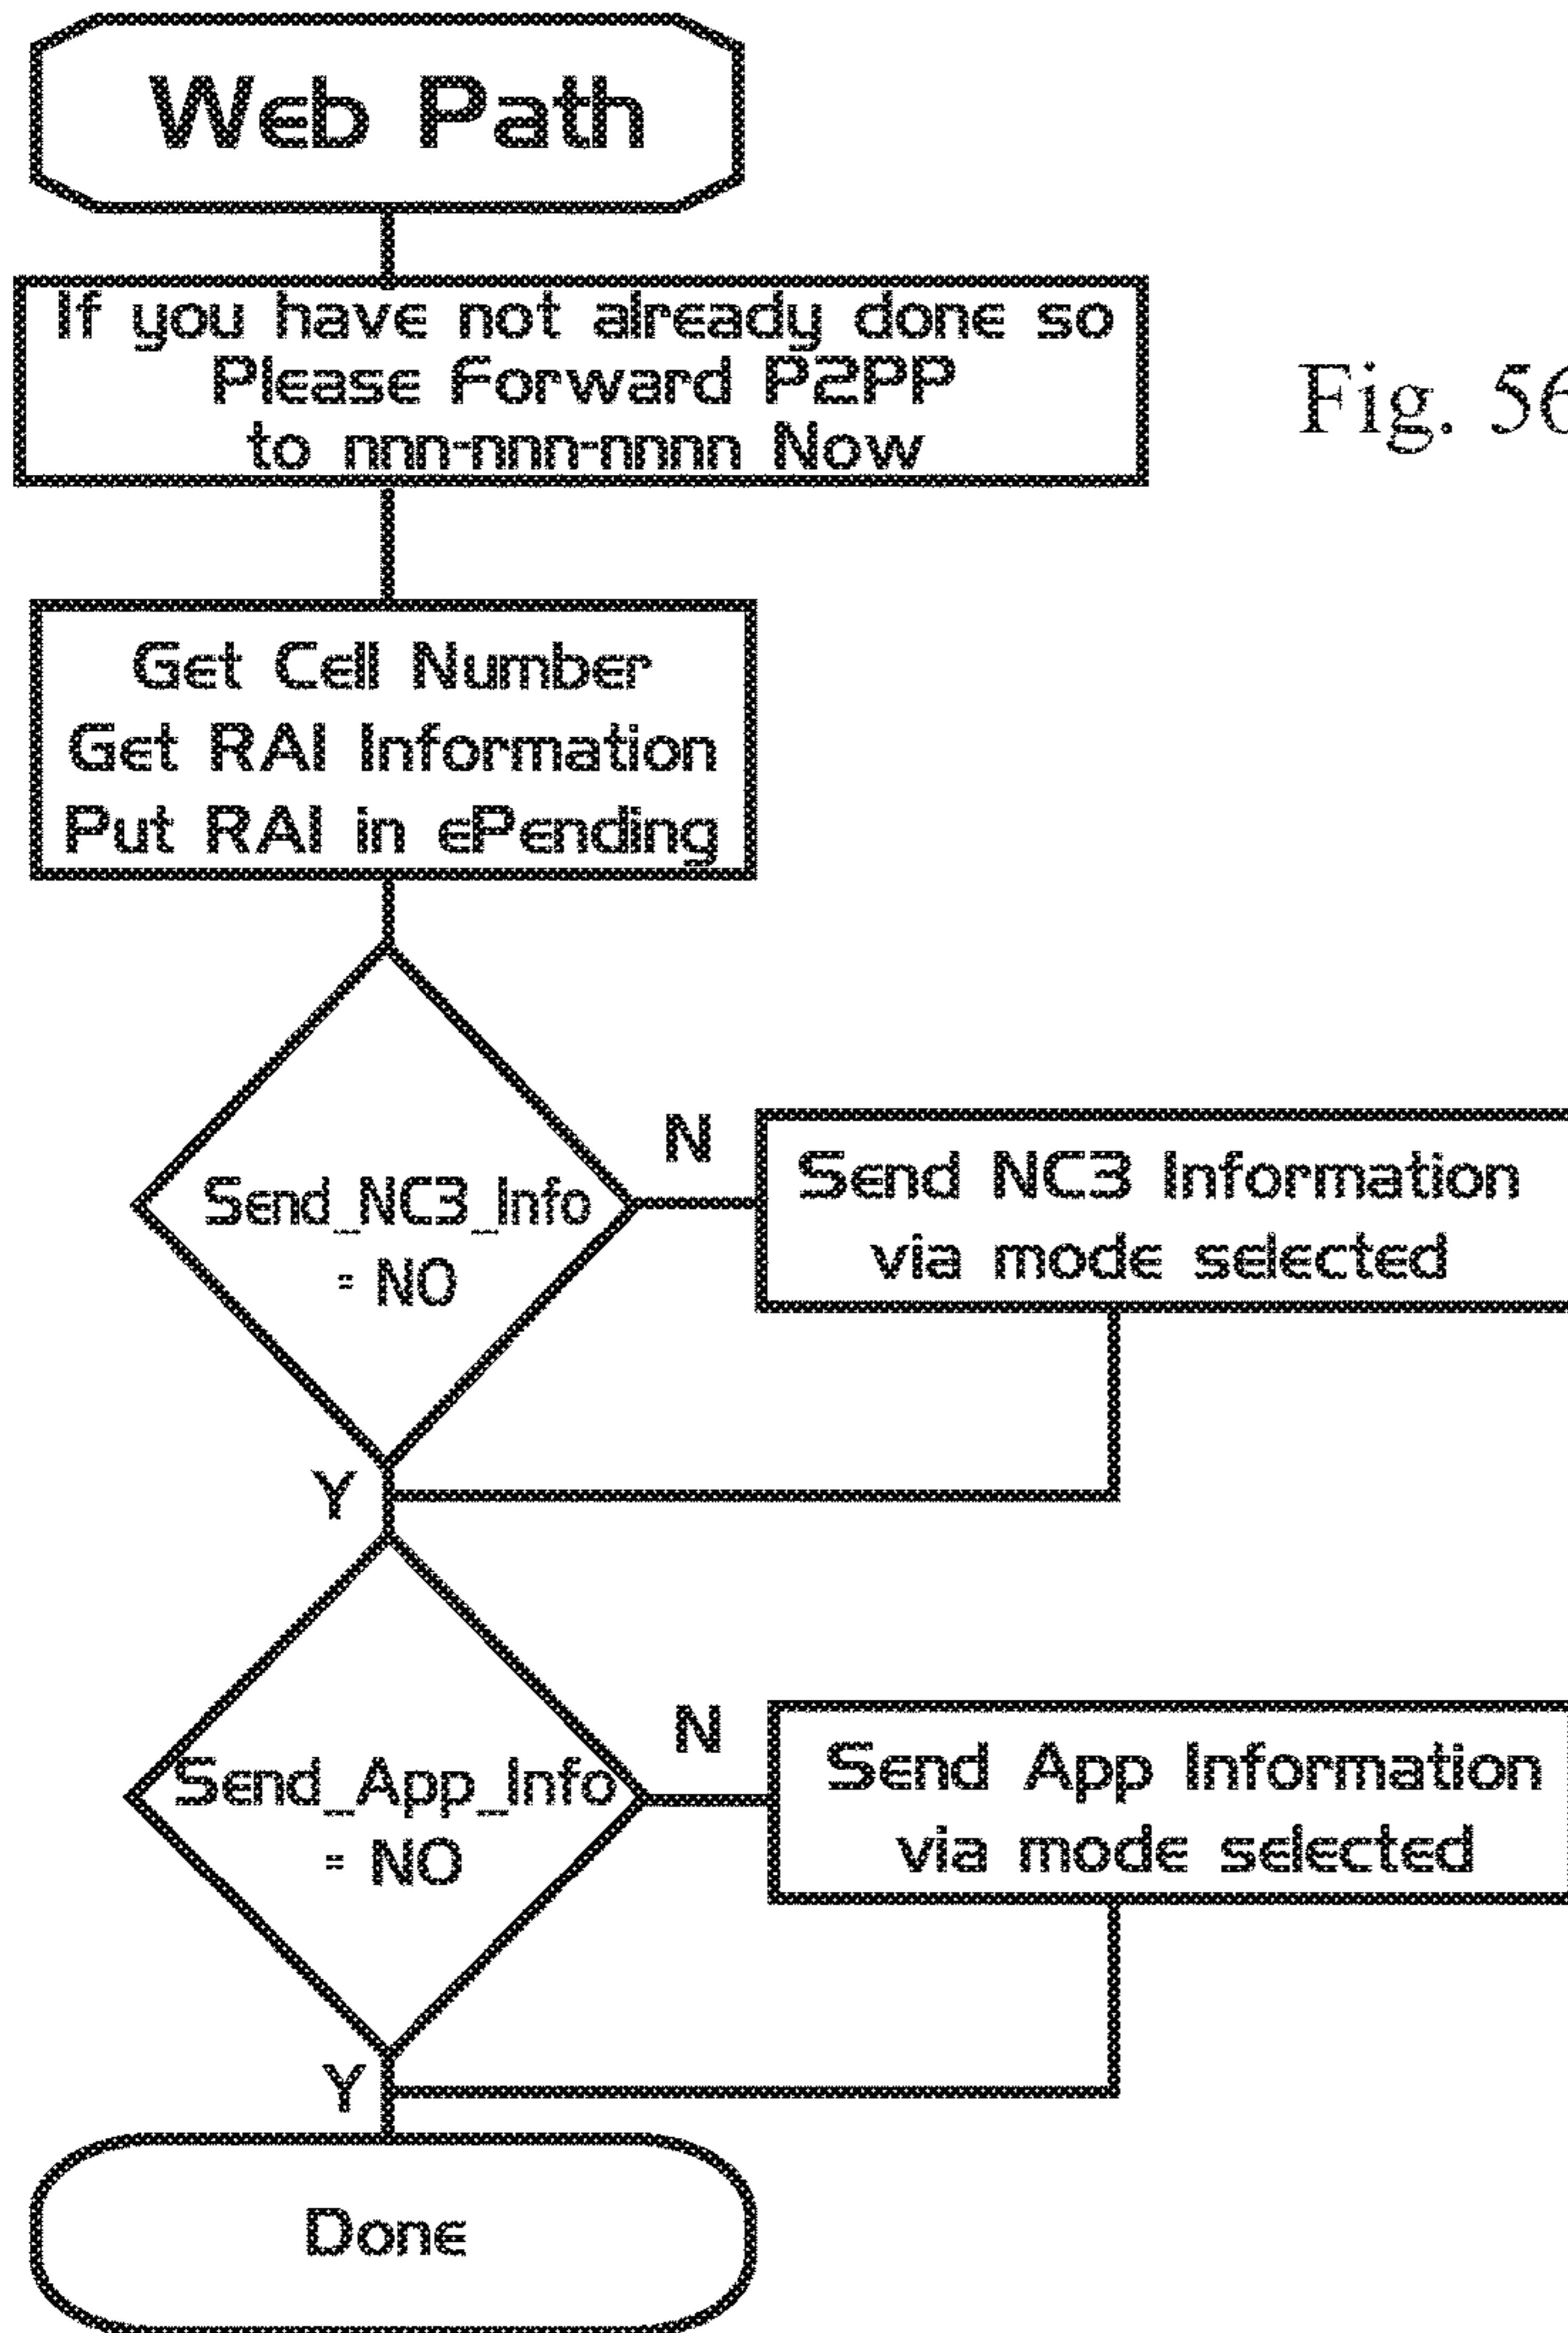 Web Path
If you have not already done so
Please Forward P2PP
to nnn-nnn-nnnn Now
Fig. 56
Get Cell Number
Get RAI Information
Put RAI in ePending
Send_NC3_Info
= NO
N
Send NC3 Information
via mode selected
Y
Send_App_Info
= NO
N
Send App Information
via mode selected
Y
Done